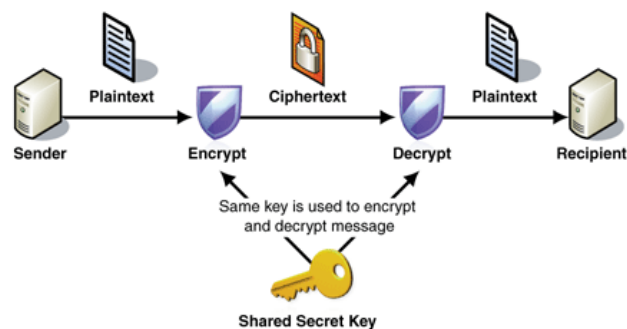 Plaintext
Ciphertext
Plaintext
Sender
Encrypt
Decrypt
Recipient
Same key is used to encrypt
and decrypt message
Shared Secret Key